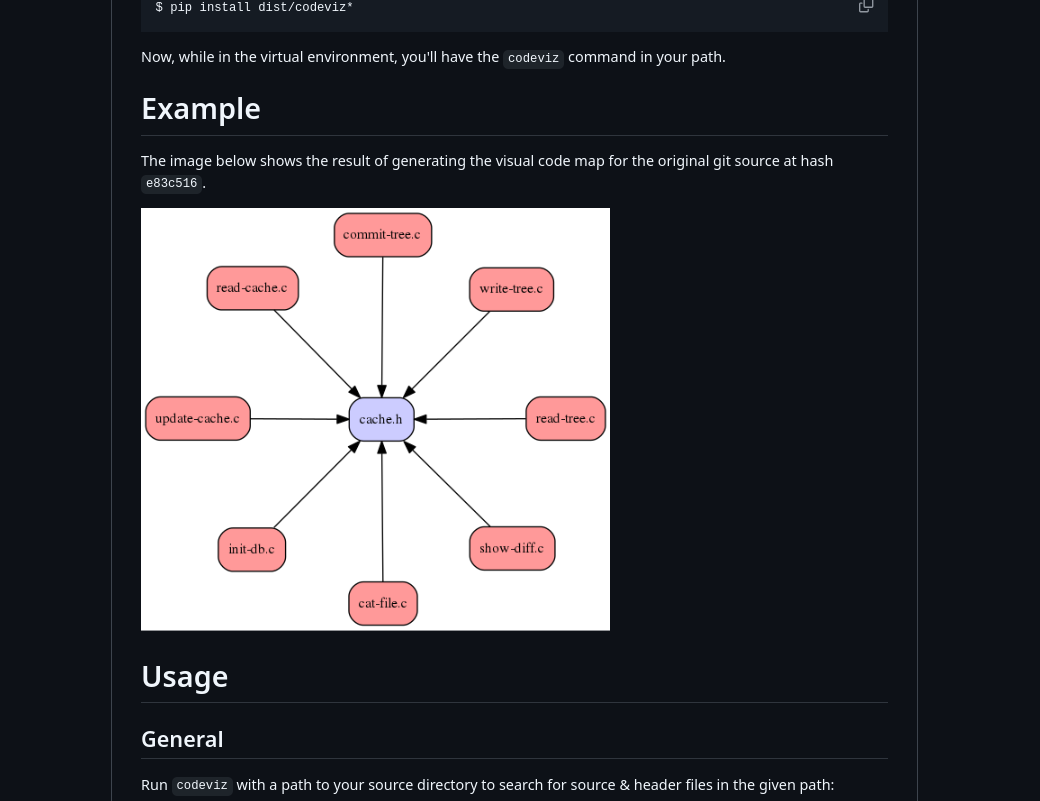 $ pip install dist/codeviz*
Now, while in the virtual environment, you'll have the codeviz command in your path.
Example
The image below shows the result of generating the visual code map for the original git source at hash
e83c516.
commit-tree.c
read-cache.c
write-tree.c
update-cache.c
cache.h
read-tree.c
init-db.c
show-diff.c
cat-file.c
Usage
General
Run codeviz with a path to your source directory to search for source & header files in the given path: